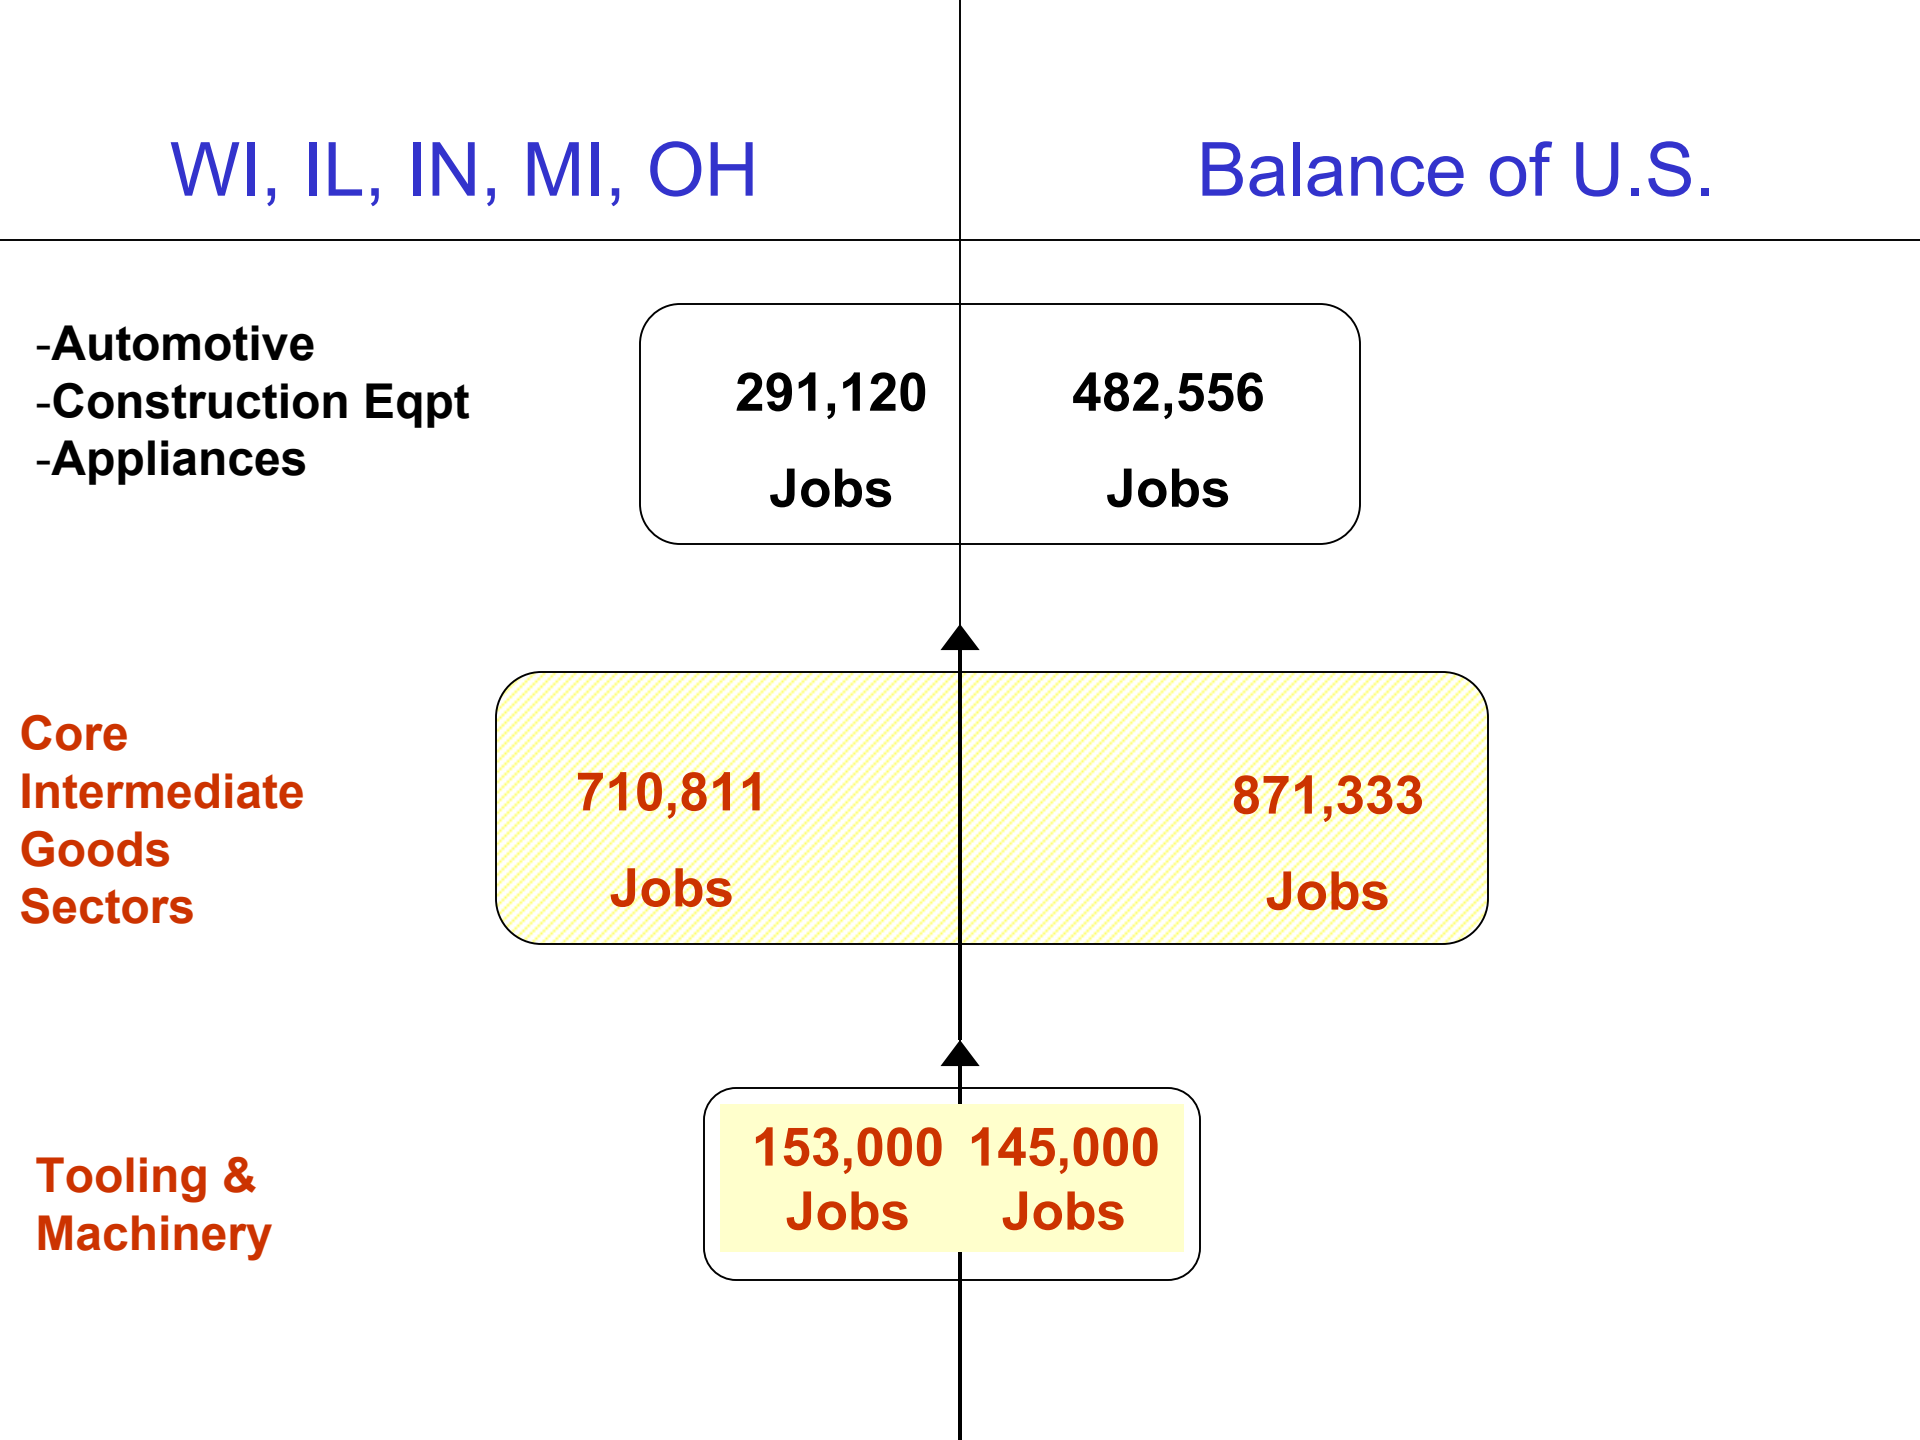 WI, IL, IN, MI, OH
Balance of U.S.
-Automotive
-Construction Eqpt
-Appliances
291,120
Jobs
482,556
Jobs
Core
Intermediate
Goods
Sectors
710,811
Jobs
871,333
Jobs
Tooling &
Machinery
153,000
Jobs
145,000
Jobs